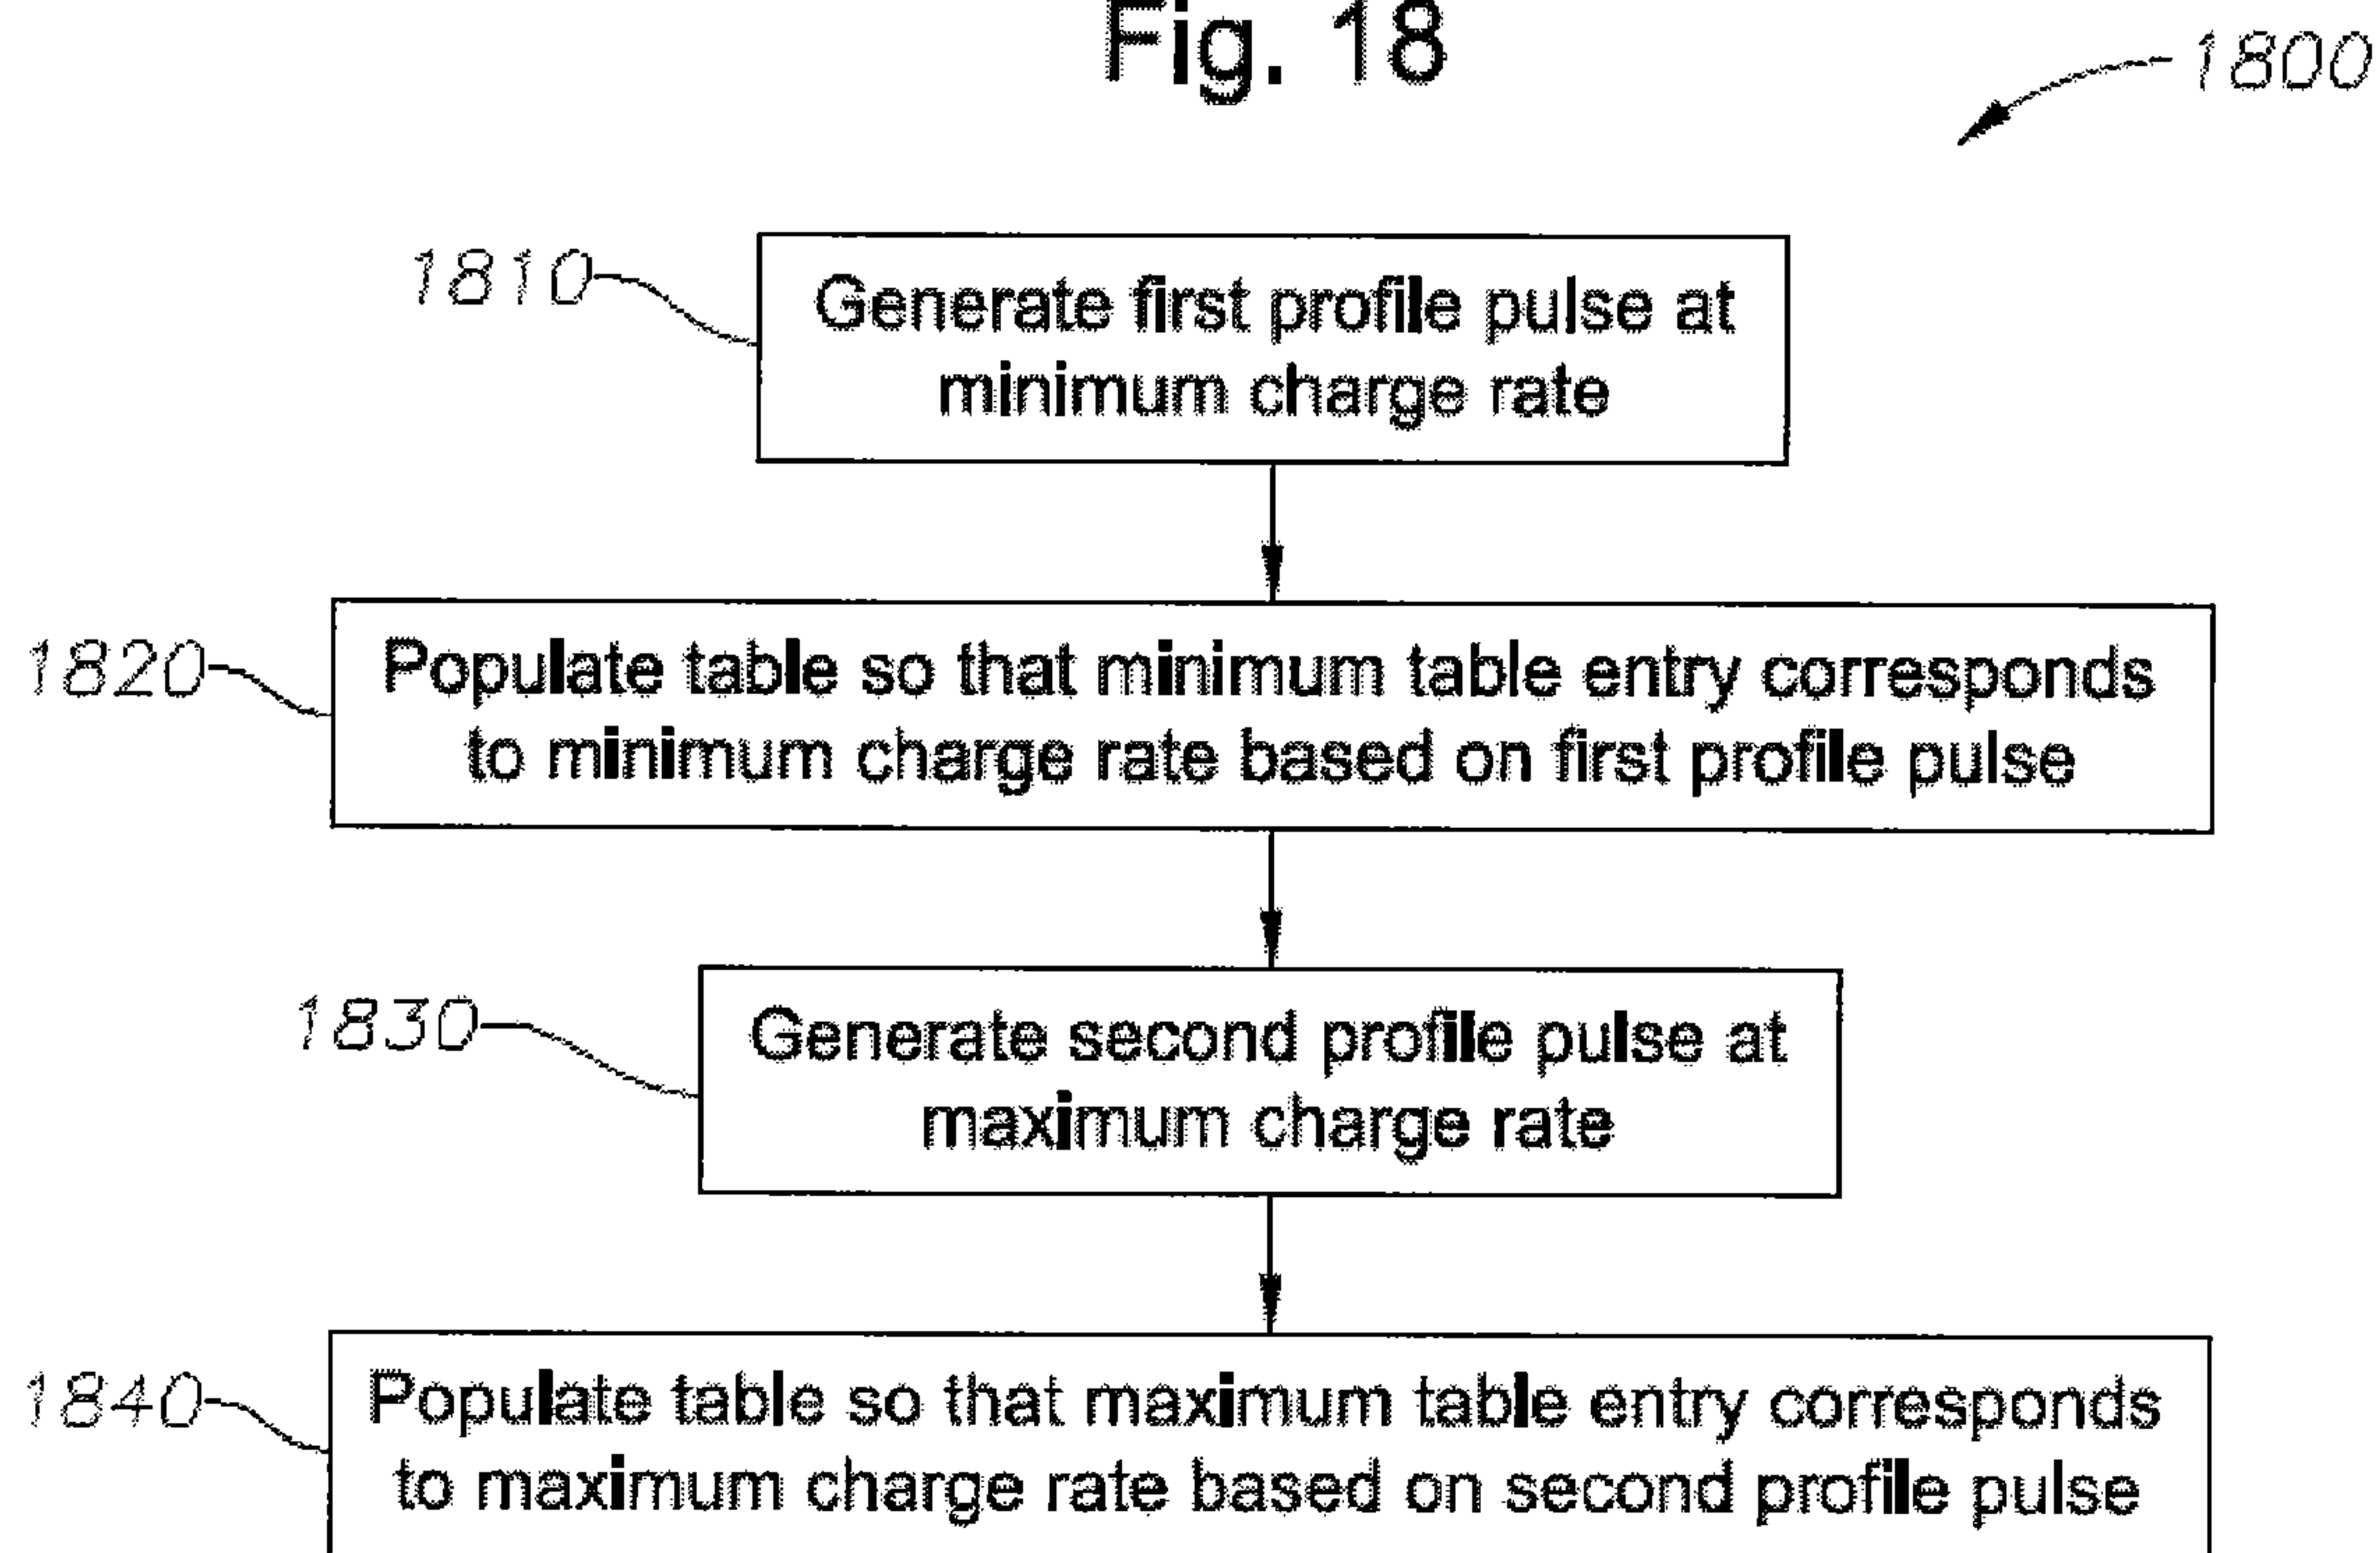 Fig. 18
1800
1810
Generate first profile pulse at
minimum charge rate
1820
Populate table so that minimum table entry corresponds
to minimum charge rate based on first profile pulse
1830
Generate second profile pulse at
maximum charge rate
1840
Populate table so that maximum table entry corresponds
to maximum charge rate based on second profile pulse